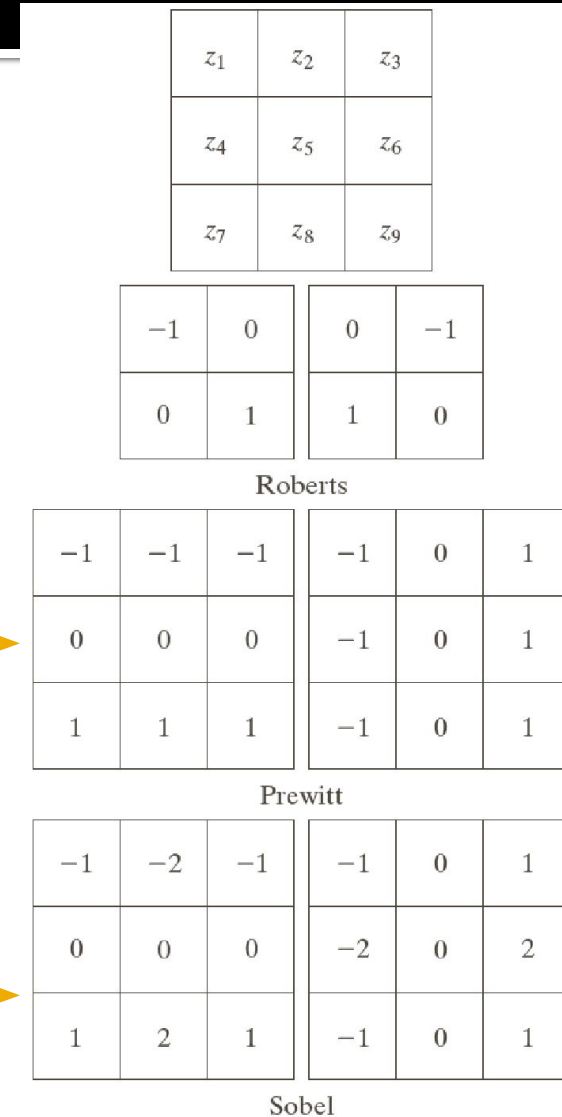 z1 z2 z3
z4 z5 z6
z7 z8 z9
−1 0 0 −1
0 1 1 0
Roberts
−1 −1 −1 −1 0 1
0 0 0 −1 0 1
1 1 1 −1 0 1
Prewitt
−1 −2 −1 −1 0 1
0 0 0 −2 0 2
1 2 1 −1 0 1
Sobel